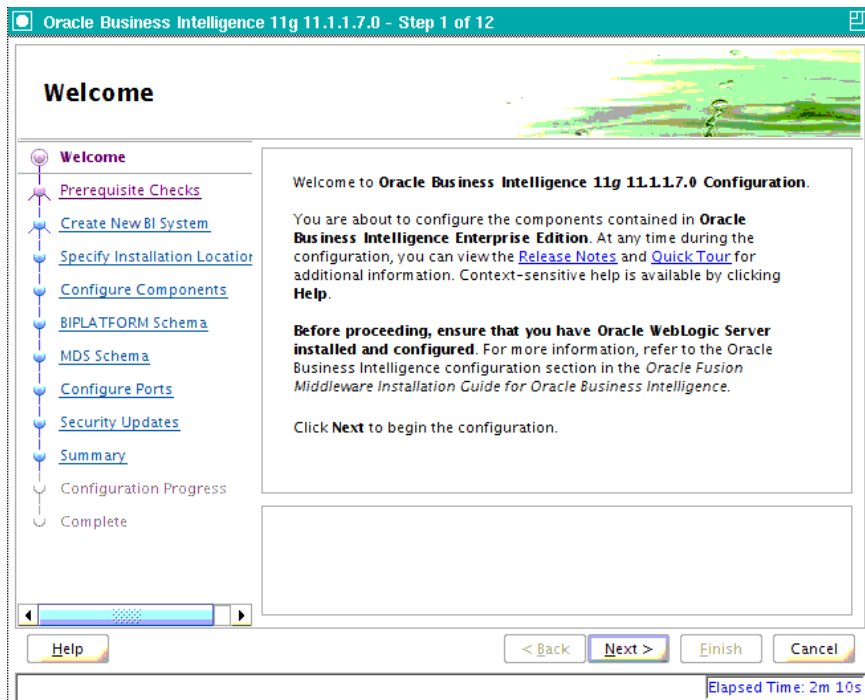 Oracle Business Intelligence 11g 11.1.1.7.0 - Step 1 of 12
Welcome
Welcome
Prerequisite Checks
Create New BI System
Specify Installation Location
Configure Components
BIPLATFORM Schema
MDS Schema
Configure Ports
Security Updates
Summary
Configuration Progress
Complete
Welcome to Oracle Business Intelligence 11g 11.1.1.7.0 Configuration.
You are about to configure the components contained in Oracle
Business Intelligence Enterprise Edition. At any time during the
configuration, you can view the Release Notes and Quick Tour for
additional information. Context-sensitive help is available by clicking
Help.
Before proceeding, ensure that you have Oracle WebLogic Server
installed and configured. For more information, refer to the Oracle
Business Intelligence configuration section in the Oracle Fusion
Middleware Installation Guide for Oracle Business Intelligence.
Click Next to begin the configuration.
Help
< Back
Next >
Finish
Cancel
Elapsed Time: 2m 10s